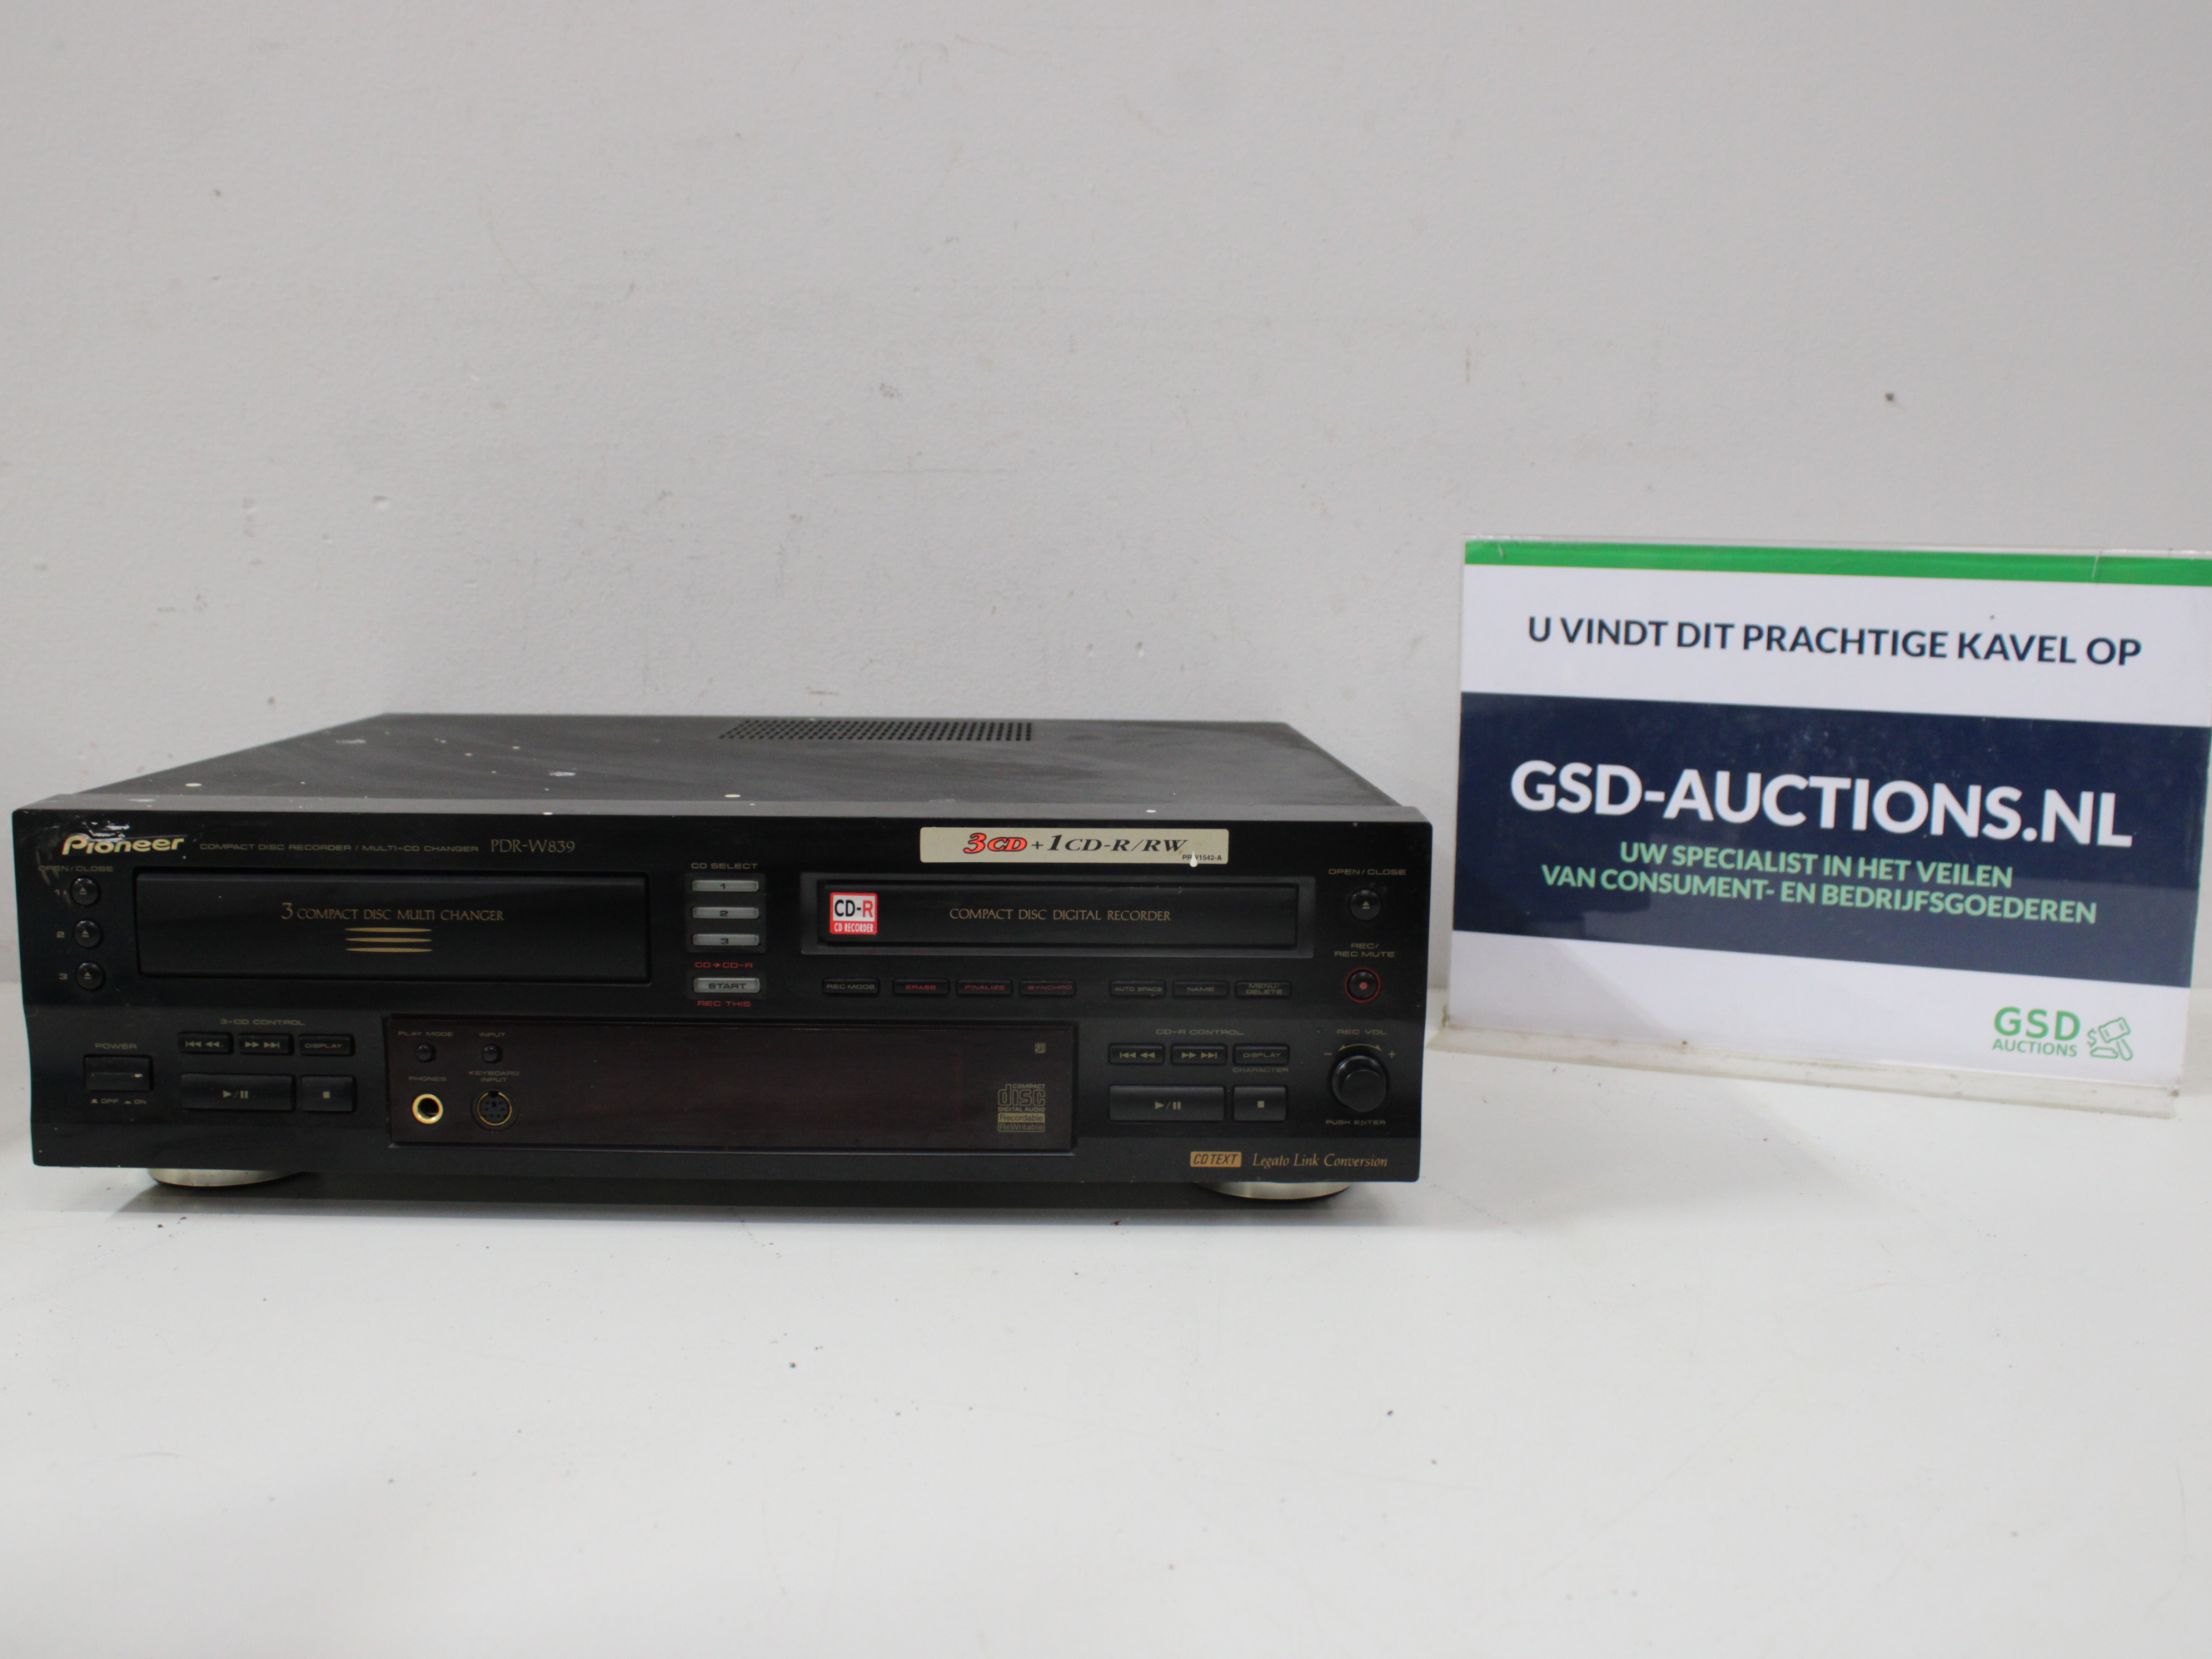 Pioneer COMPACT DISC RECORDER / MULTI-CD CHANGER PDR-W839
3CD+1CD-R/RW
OPEN/CLOSE
1
2
3
3 COMPACT DISC MULTI CHANGER
CD SELECT
1
2
3
CD→CD-R
START
REC THIS
CD-R
CD RECORDER
COMPACT DISC DIGITAL RECORDER
OPEN/CLOSE
REC/
REC MUTE
REC MODE ERASE FINALIZE SYNCHRO AUTO SPACE NAME MENU/
DELETE
POWER
OFF ON
3-CD CONTROL
DISPLAY
PLAY MODE INPUT
PHONES KEYBOARD
INPUT
COMPACT
disc
DIGITAL AUDIO
Recordable
ReWritable
CD-R CONTROL
DISPLAY
CHARACTER
REC VOL
- +
PUSH ENTER
CD TEXT Legato Link Conversion
U VINDT DIT PRACHTIGE KAVEL OP
GSD-AUCTIONS.NL
UW SPECIALIST IN HET VEILEN
VAN CONSUMENT- EN BEDRIJFSGOEDEREN
GSD
AUCTIONS